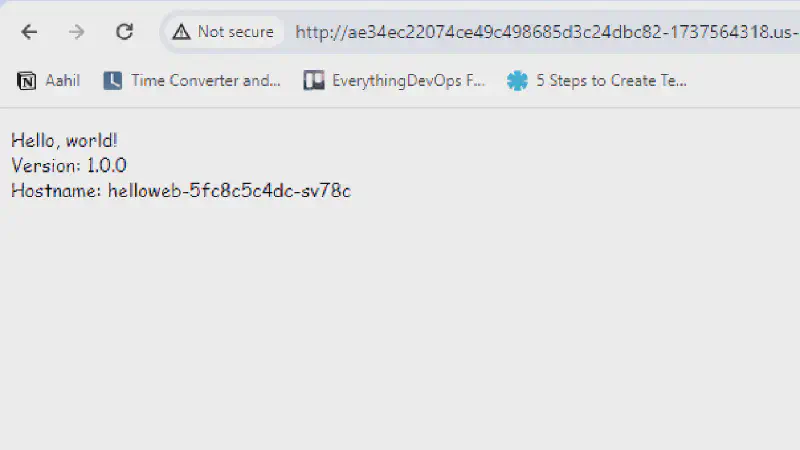 Not secure http://ae34ec22074ce49c498685d3c24dbc82-1737564318.us-
Aahil Time Converter and... EverythingDevOps F... 5 Steps to Create Te...
Hello, world!
Version: 1.0.0
Hostname: helloweb-5fc8c5c4dc-sv78c